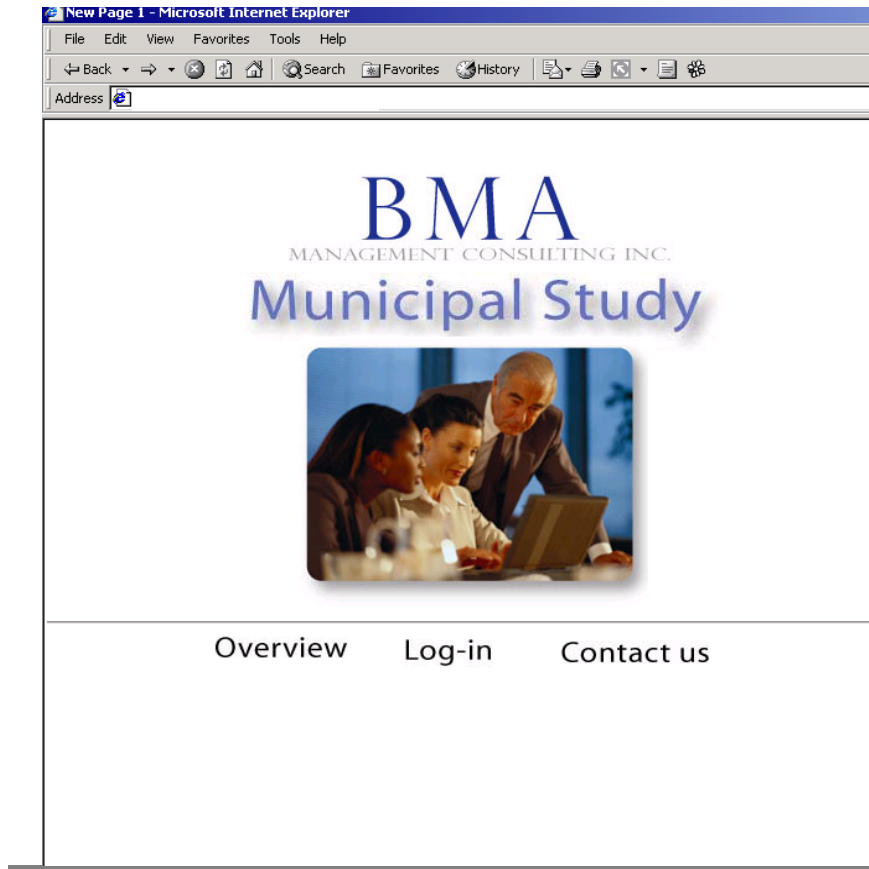 New Page 1 - Microsoft Internet Explorer
File Edit View Favorites Tools Help
Back Search Favorites History
Address
BMA
MANAGEMENT CONSULTING INC.
Municipal Study
Overview Log-in Contact us